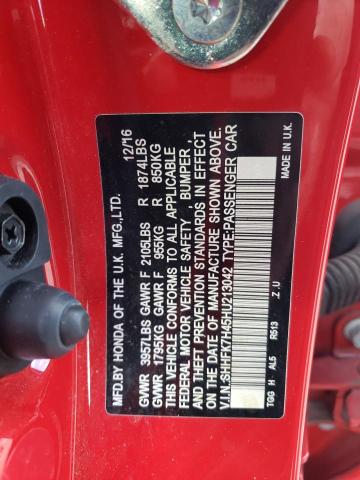 MFD.BY HONDA OF THE U.K. MFG.,LTD. 12/16
GVWR 3957LBS GAWR F 2105LBS R 1874LBS
GVWR 1795KG GAWR F 955KG R 850KG
THIS VEHICLE CONFORMS TO ALL APPLICABLE
FEDERAL MOTOR VEHICLE SAFETY , BUMPER ,
AND THEFT PREVENTION STANDARDS IN EFFECT
ON THE DATE OF MANUFACTURE SHOWN ABOVE.
V.I.N.:SHHFK7H45HU213042 TYPE:PASSENGER CAR
TGG H AL5 R513 Z U
MADE IN U.K.